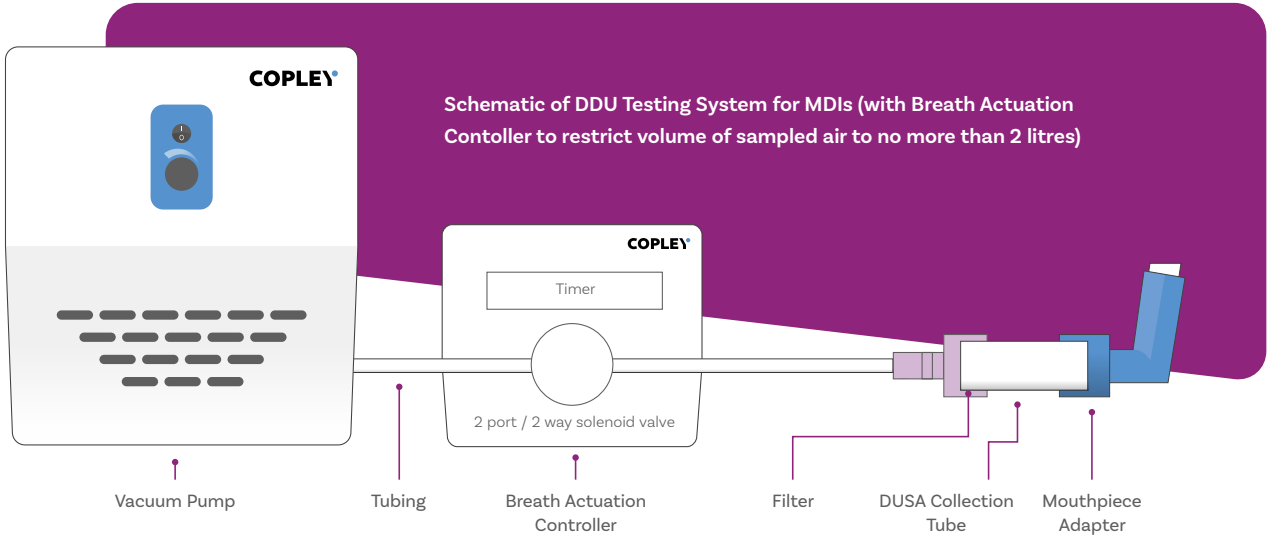 COPLEY
I
O
Schematic of DDU Testing System for MDIs (with Breath Actuation
Contoller to restrict volume of sampled air to no more than 2 litres)
COPLEY
Timer
2 port / 2 way solenoid valve
Vacuum Pump
Tubing
Breath Actuation
Controller
Filter
DUSA Collection
Tube
Mouthpiece
Adapter